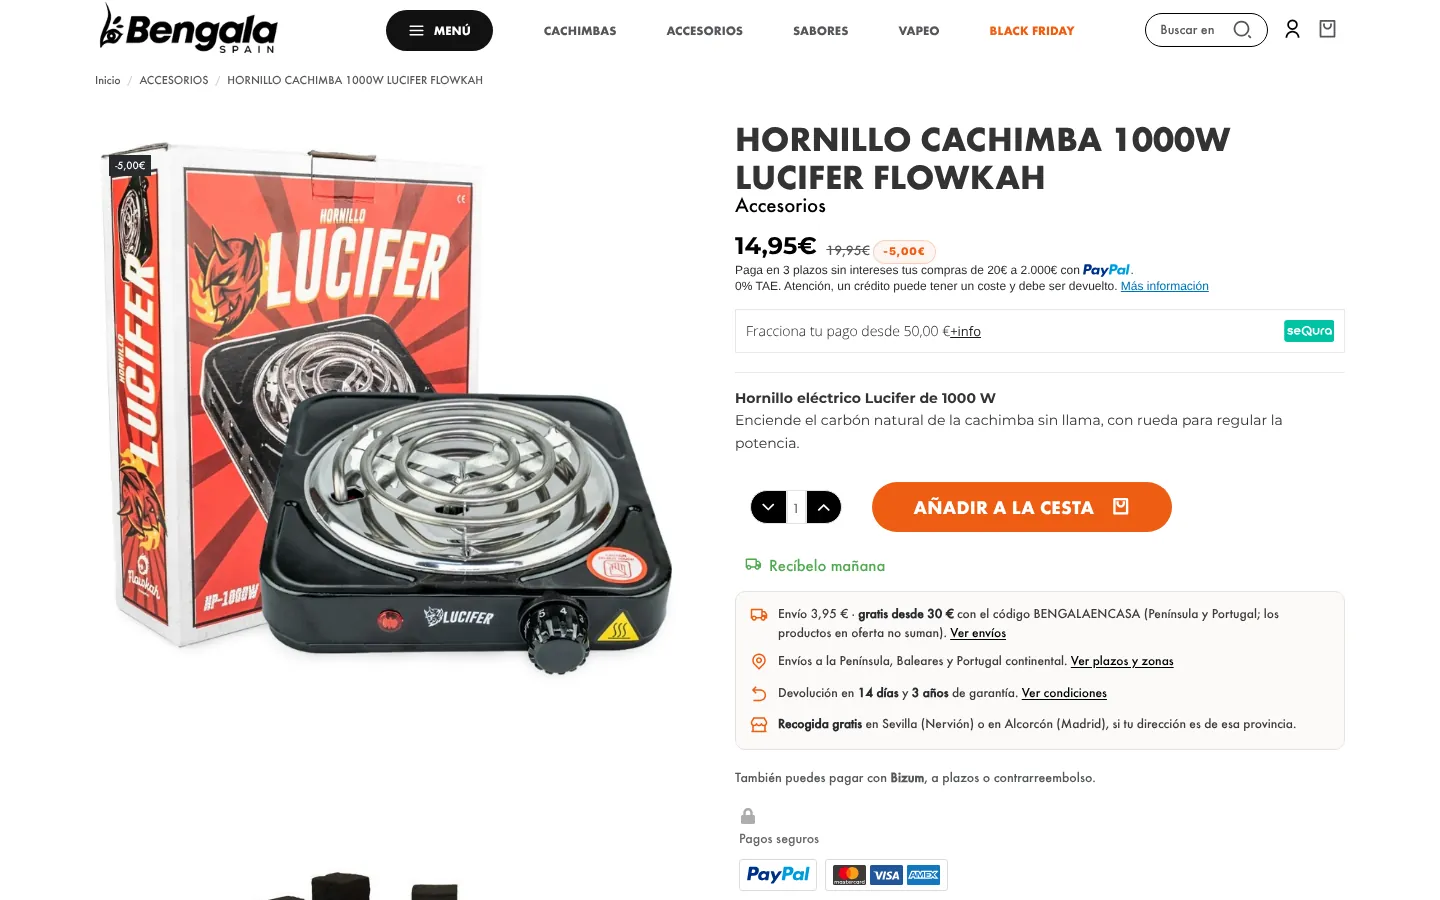 Bengala
SPAIN
MENÚ
CACHIMBAS
ACCESORIOS
SABORES
VAPEO
BLACK FRIDAY
Buscar en
Inicio / ACCESORIOS / HORNILLO CACHIMBA 1000W LUCIFER FLOWKAH
-5,00€
HORNILLO
LUCIFER
HORNILLO
LUCIFER
LUCIFER
Flowkah
HP-1000W
LUCIFER
5 4
HORNILLO CACHIMBA 1000W
LUCIFER FLOWKAH
Accesorios
14,95€ 19,95€ -5,00€
Paga en 3 plazos sin intereses tus compras de 20€ a 2.000€ con PayPal.
0% TAE. Atención, un crédito puede tener un coste y debe ser devuelto. Más información
Fracciona tu pago desde 50,00 €+info
seQura
Hornillo eléctrico Lucifer de 1000 W
Enciende el carbón natural de la cachimba sin llama, con rueda para regular la
potencia.
1
AÑADIR A LA CESTA
Recíbelo mañana
Envío 3,95 € · gratis desde 30 € con el código BENGALAENCASA (Península y Portugal; los
productos en oferta no suman). Ver envíos
Envíos a la Península, Baleares y Portugal continental. Ver plazos y zonas
Devolución en 14 días y 3 años de garantía. Ver condiciones
Recogida gratis en Sevilla (Nervión) o en Alcorcón (Madrid), si tu dirección es de esa provincia.
También puedes pagar con Bizum, a plazos o contrarreembolso.
Pagos seguros
PayPal
mastercard
VISA
AMEX